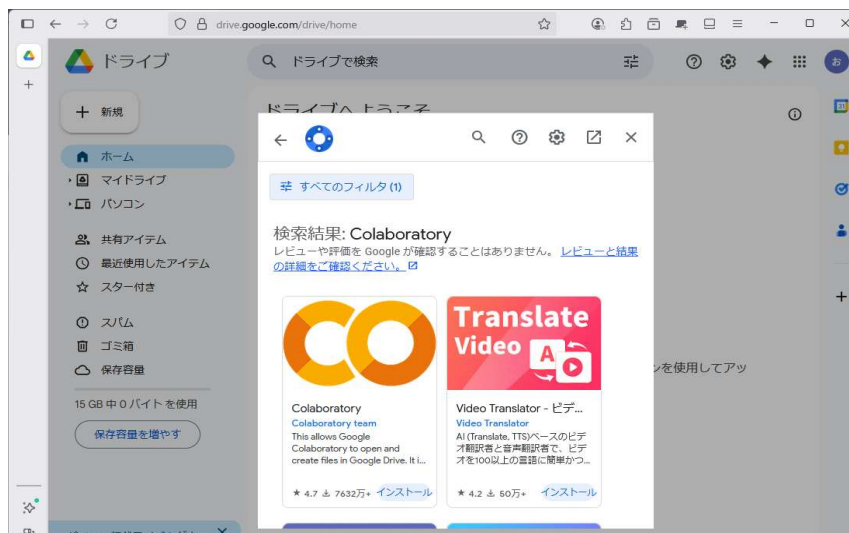 drive.google.com/drive/home
ドライブ
ドライブで検索
お
新規
ドライブへようこそ
ホーム
マイドライブ
パソコン
共有アイテム
最近使用したアイテム
スター付き
スパム
ゴミ箱
保存容量
15 GB 中 0 バイト を使用
保存容量を増やす
すべてのフィルタ (1)
検索結果: Colaboratory
レビューや評価を Google が確認することはありません。 レビューと結果
の詳細をご確認ください。
Colaboratory
Colaboratory team
This allows Google
Colaboratory to open and
create files in Google Drive. It i...
★ 4.7 7632万+ インストール
Translate
Video
A
Video Translator - ビデ...
Video Translator
AI (Translate, TTS)ベースのビデ
オ翻訳者と音声翻訳者で、ビデ
オを100以上の言語に簡単かつ...
★ 4.2 50万+ インストール
ンを使用してアッ
31